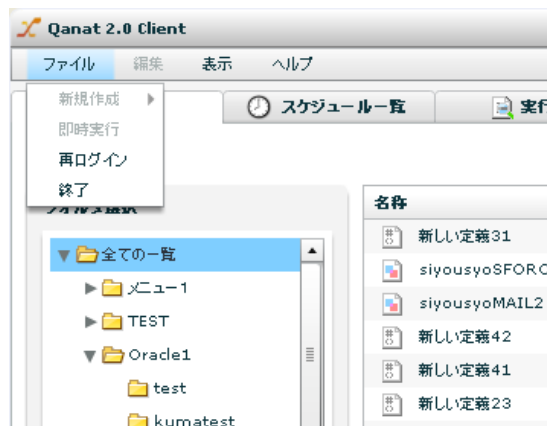 Qanat 2.0 Client
ファイル 編集 表示 ヘルプ
新規作成
即時実行
再ログイン
終了
スケジュール一覧
実行
名称
全ての一覧
メニュー1
TEST
Oracle1
test
kumatest
新しい定義31
siyousyoSFORC
siyousyoMAIL2
新しい定義42
新しい定義41
新しい定義23